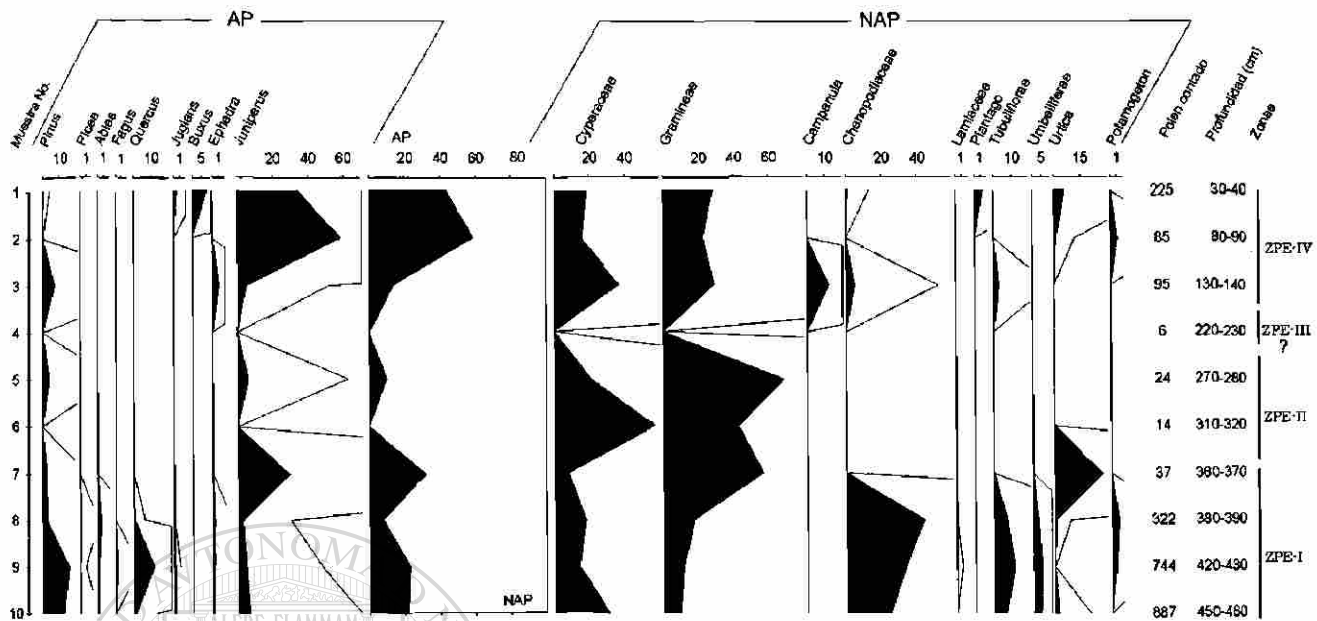 AP NAP
Muestra No. Pinus Picea Abies Fagus Quercus Juglans Buxus Ephedra Juniperus AP Cyperaceae Gramineae Campanula Chenopodiaceae Lamiaceae Plantago Tubuliflorae Umbelliferae Urtica Potamogeton Polen contado Profundidad (cm) Zonas
10 1 1 1 10 1 5 1 20 40 60 20 40 60 80 20 40 20 40 60 10 20 40 1 1 10 5 15 1
1 225 30-40
2 85 80-90 ZPE-IV
3 95 130-140
4 6 220-230 ZPE-III
?
5 24 270-280
6 14 310-320 ZPE-II
7 37 360-370
8 322 380-390
9 744 420-430 ZPE-I
10 NAP 887 450-460